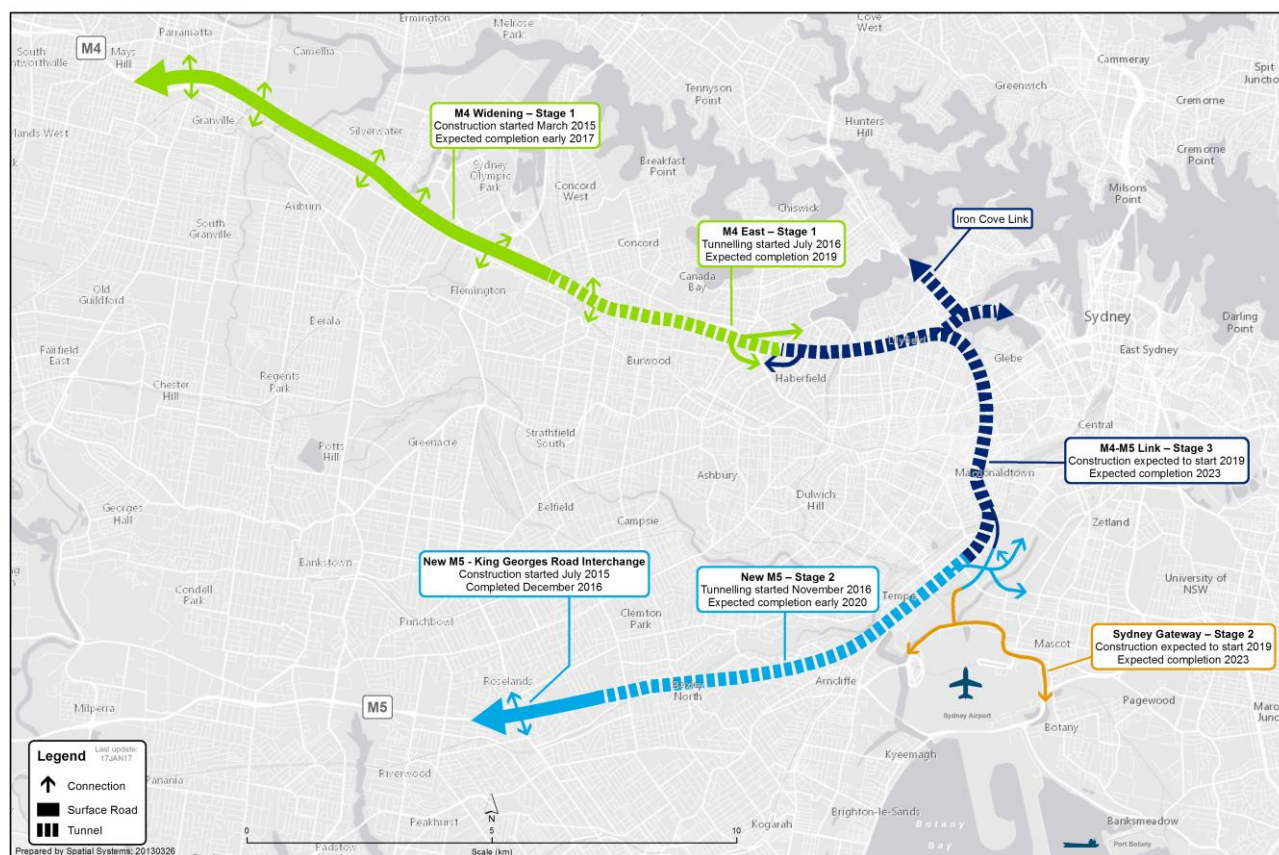 Ermington
Melrose Park
Cove West
Parramatta
M4
South
ntworthville
Mays
Hill
Camellia
Cammeray
Spit
Junctio
Tennyson
Point
Greenwich
Cremorne
Granville
Silverwater
M4 Widening – Stage 1
Construction started March 2015
Expected completion early 2017
Hunters
Hill
ylands West
Cremorne
Point
Sydney
Olympic
Park
Breakfast
Point
Concord
West
Milsons
Point
Auburn
Chiswick
South
Granville
Iron Cove Link
Concord
M4 East – Stage 1
Tunnelling started July 2016
Expected completion 2019
Canada
Bay
Flemington
Old
Guildford
Berala
Sydney
Darling
Point
Lilyfield
East Sydney
Fairfield
East
Burwood
Haberfield
Glebe
Regents
Park
Chester
Hill
Central
Strathfield
South
Greenacre
Potts
Hill
Ashbury
Macdonaldtown
M4-M5 Link – Stage 3
Construction expected to start 2019
Expected completion 2023
Dulwich
Hill
Georges
Hall
Belfield
Campsie
Zetland
Bankstown
New M5 - King Georges Road Interchange
Construction started July 2015
Completed December 2016
New M5 – Stage 2
Tunnelling started November 2016
Expected completion early 2020
Tempe
University of
NSW
Condell
Park
Punchbowl
Clemton
Park
Mascot
Sydney Gateway – Stage 2
Construction expected to start 2019
Expected completion 2023
Roselands
Bexley
North
Arncliffe
Pagewood
Maro
Junc
Milperra
M5
Sydney Airport
Botany
Kyeemagh
Legend
Last update:
17JAN17
Connection
Surface Road
Tunnel
Panania
Riverwood
N
Peakhurst
0
5
10
Scale (km)
Padstow
Kogarah
Brighton-le-Sands
Botany
Bay
Banksmeadow
Port Botany
Prepared by Spatial Systems: 20130326